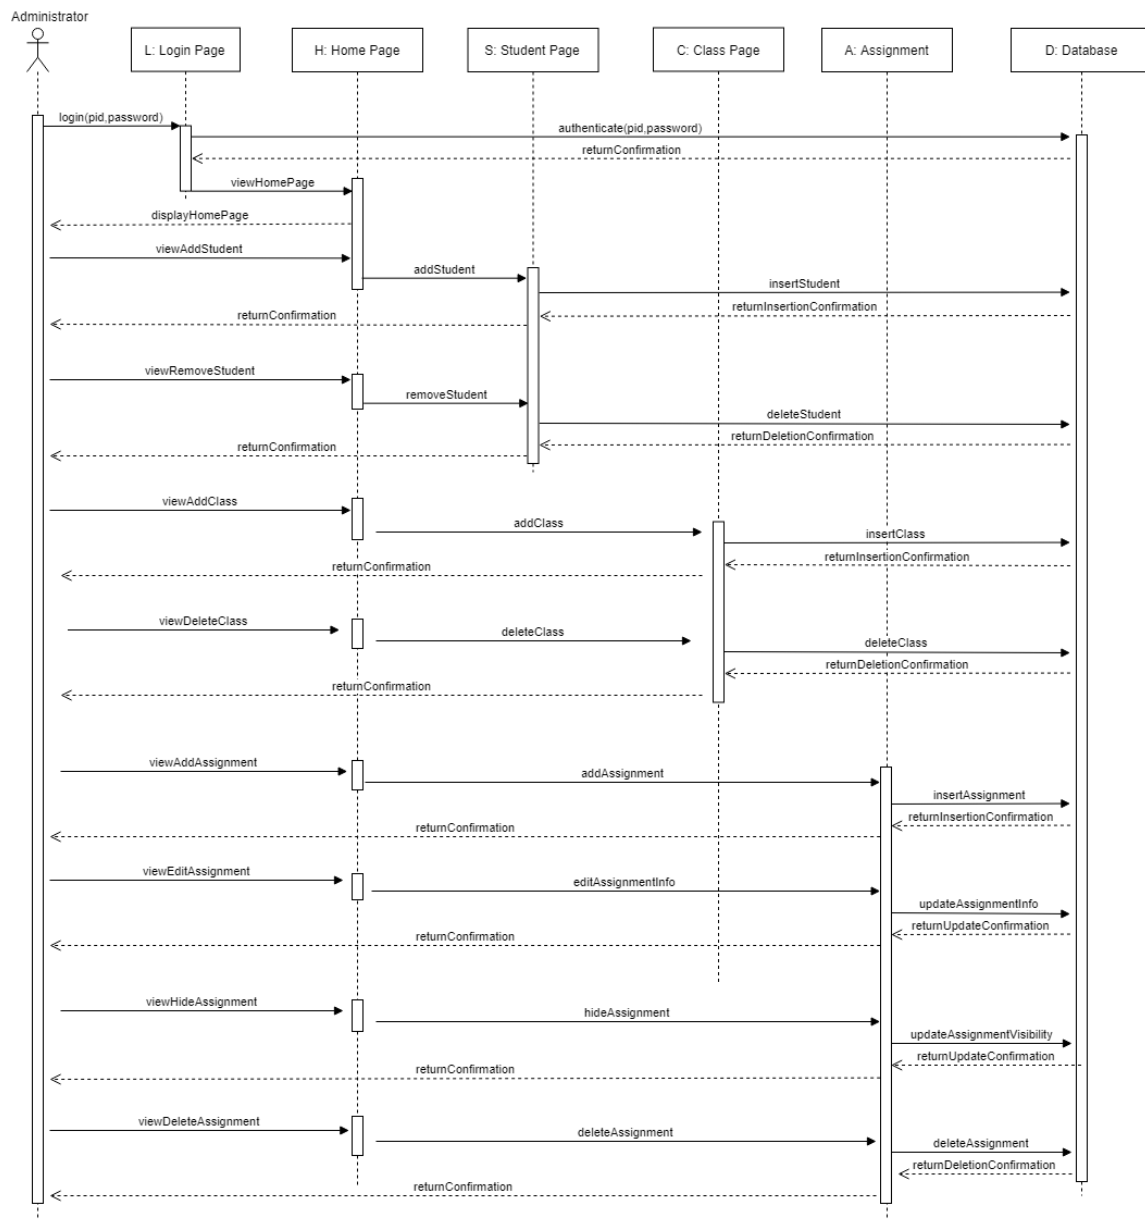 Administrator
L: Login Page
H: Home Page
S: Student Page
C: Class Page
A: Assignment
D: Database
login(pid,password)
authenticate(pid,password)
returnConfirmation
viewHomePage
displayHomePage
viewAddStudent
addStudent
insertStudent
returnInsertionConfirmation
returnConfirmation
viewRemoveStudent
removeStudent
deleteStudent
returnDeletionConfirmation
returnConfirmation
viewAddClass
addClass
insertClass
returnInsertionConfirmation
returnConfirmation
viewDeleteClass
deleteClass
deleteClass
returnDeletionConfirmation
returnConfirmation
viewAddAssignment
addAssignment
insertAssignment
returnInsertionConfirmation
returnConfirmation
viewEditAssignment
editAssignmentInfo
updateAssignmentInfo
returnUpdateConfirmation
returnConfirmation
viewHideAssignment
hideAssignment
updateAssignmentVisibility
returnUpdateConfirmation
returnConfirmation
viewDeleteAssignment
deleteAssignment
deleteAssignment
returnDeletionConfirmation
returnConfirmation